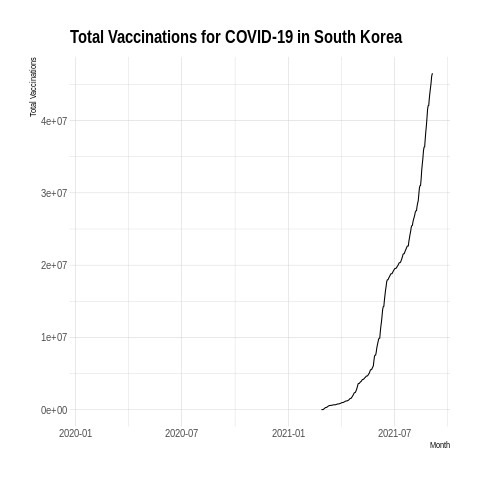 Total Vaccinations for COVID-19 in South Korea
Total Vaccinations
4e+07
3e+07
2e+07
1e+07
0e+00
2020-01 2020-07 2021-01 2021-07
Month